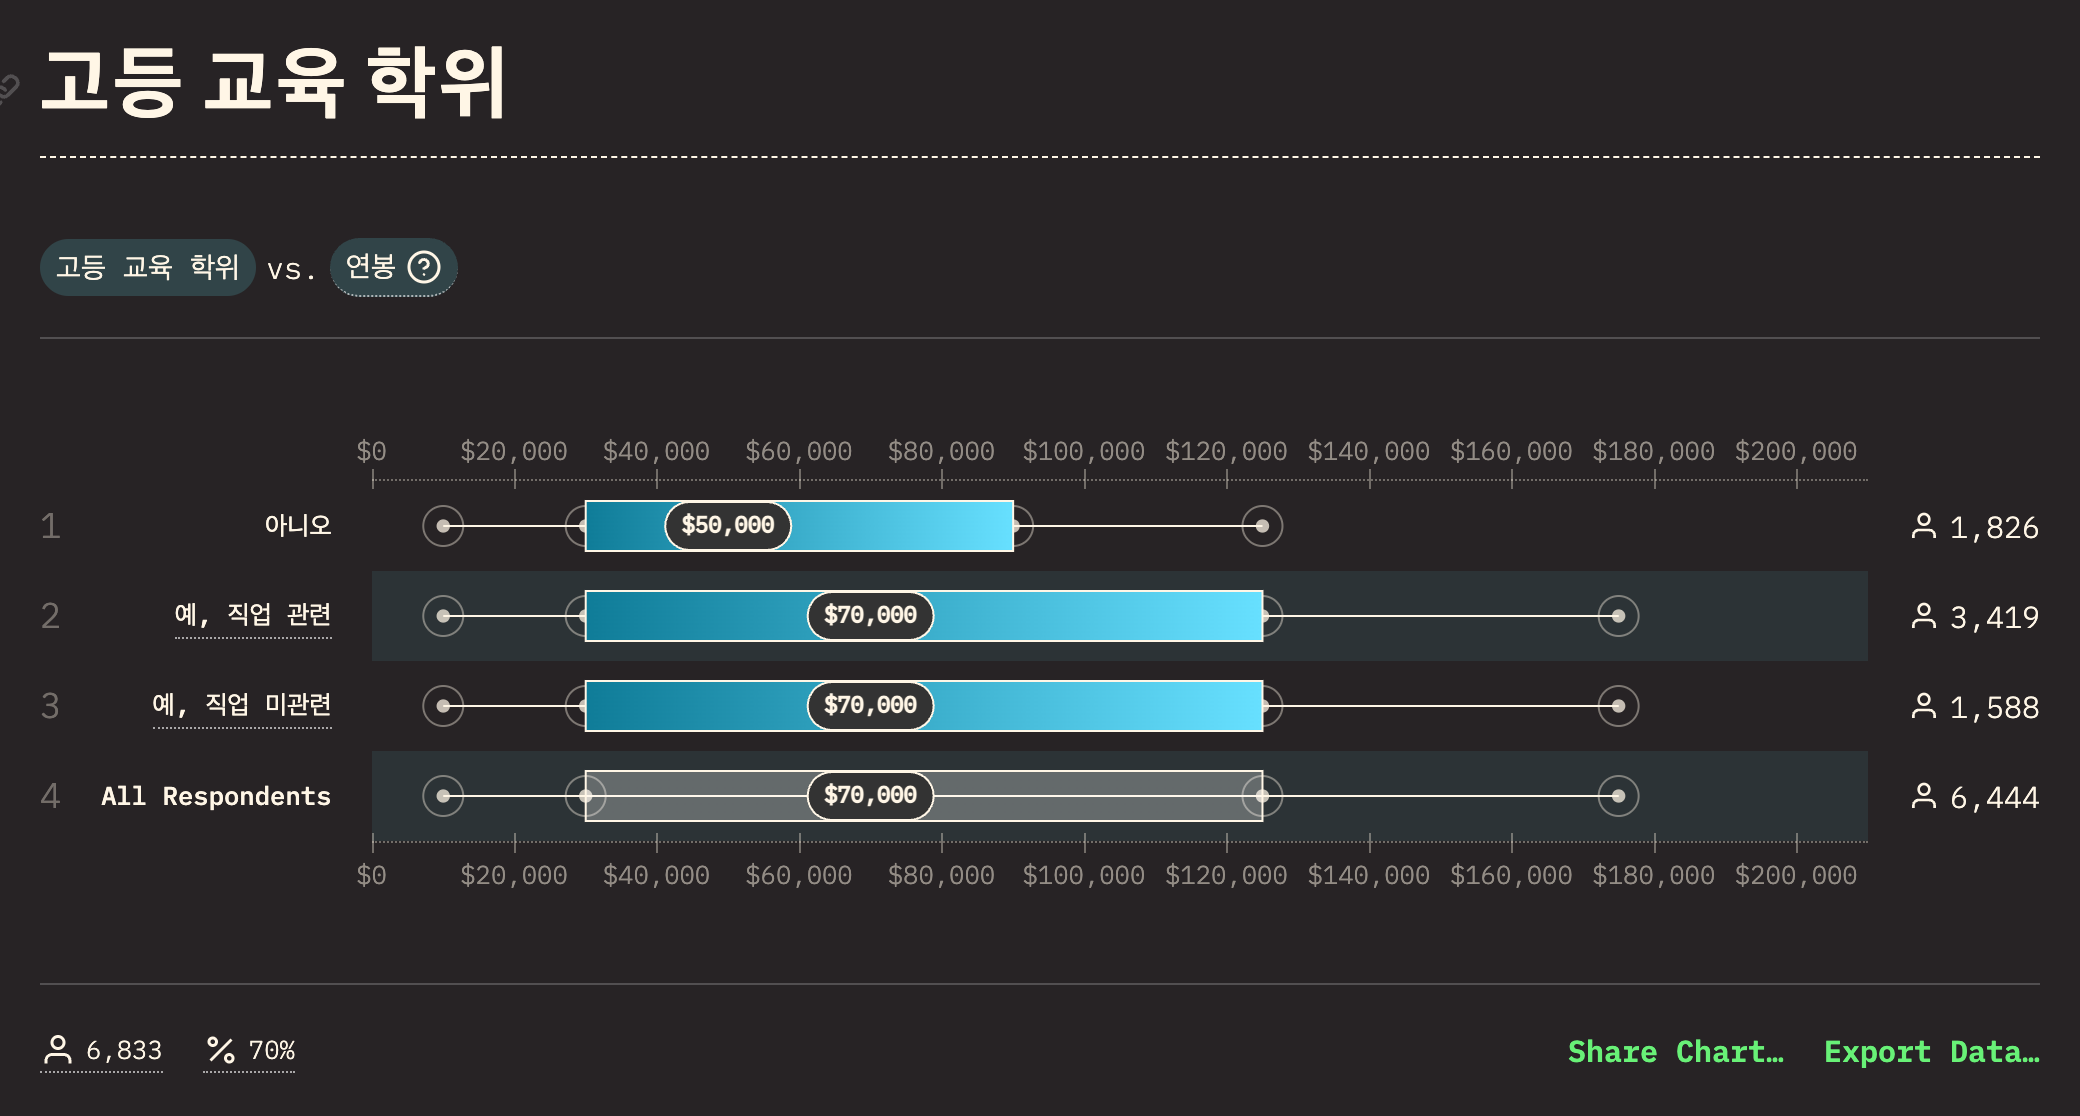 고등 교육 학위
고등 교육 학위 vs. 연봉
$0 $20,000 $40,000 $60,000 $80,000 $100,000 $120,000 $140,000 $160,000 $180,000 $200,000
1 아니오 $50,000 1,826
2 예, 직업 관련 $70,000 3,419
3 예, 직업 미관련 $70,000 1,588
4 All Respondents $70,000 6,444
$0 $20,000 $40,000 $60,000 $80,000 $100,000 $120,000 $140,000 $160,000 $180,000 $200,000
6,833 70% Share Chart… Export Data…